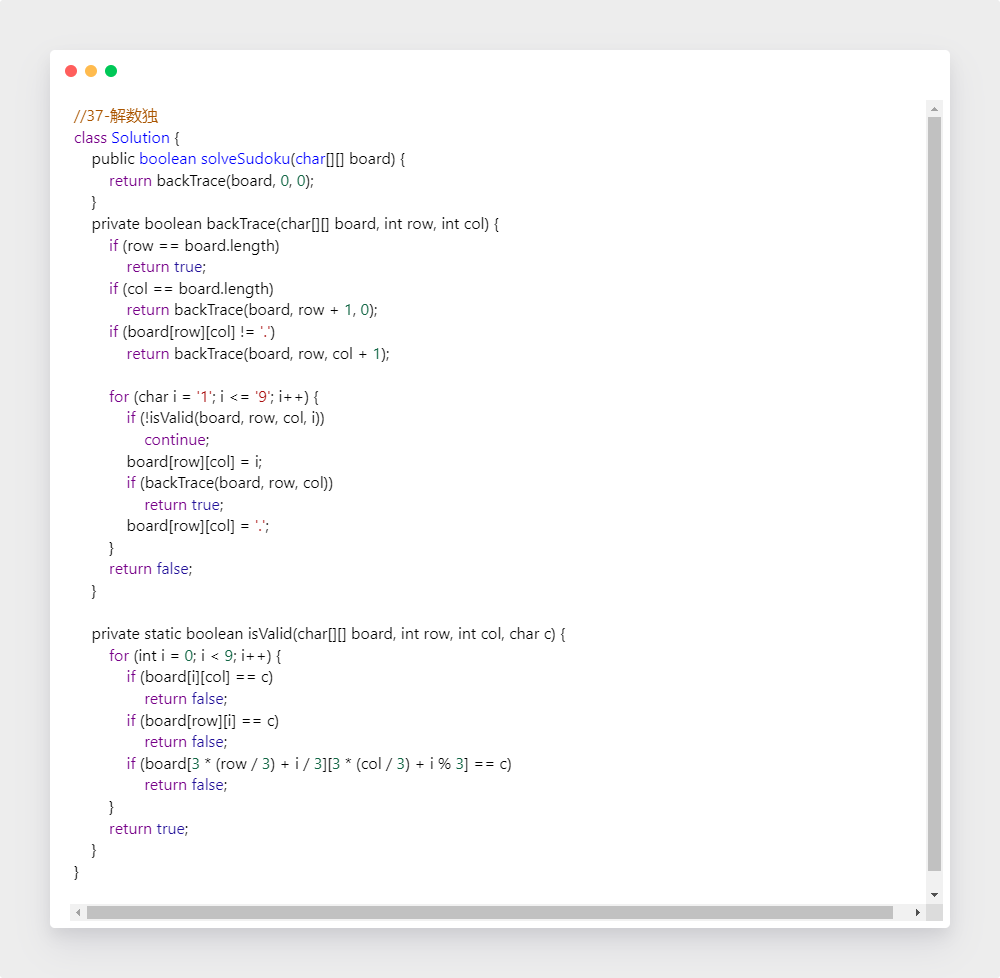 //37-解数独
class Solution {
    public boolean solveSudoku(char[][] board) {
        return backTrace(board, 0, 0);
    }
    private boolean backTrace(char[][] board, int row, int col) {
        if (row == board.length)
            return true;
        if (col == board.length)
            return backTrace(board, row + 1, 0);
        if (board[row][col] != '.')
            return backTrace(board, row, col + 1);

        for (char i = '1'; i <= '9'; i++) {
            if (!isValid(board, row, col, i))
                continue;
            board[row][col] = i;
            if (backTrace(board, row, col))
                return true;
            board[row][col] = '.';
        }
        return false;
    }

    private static boolean isValid(char[][] board, int row, int col, char c) {
        for (int i = 0; i < 9; i++) {
            if (board[i][col] == c)
                return false;
            if (board[row][i] == c)
                return false;
            if (board[3 * (row / 3) + i / 3][3 * (col / 3) + i % 3] == c)
                return false;
        }
        return true;
    }
}